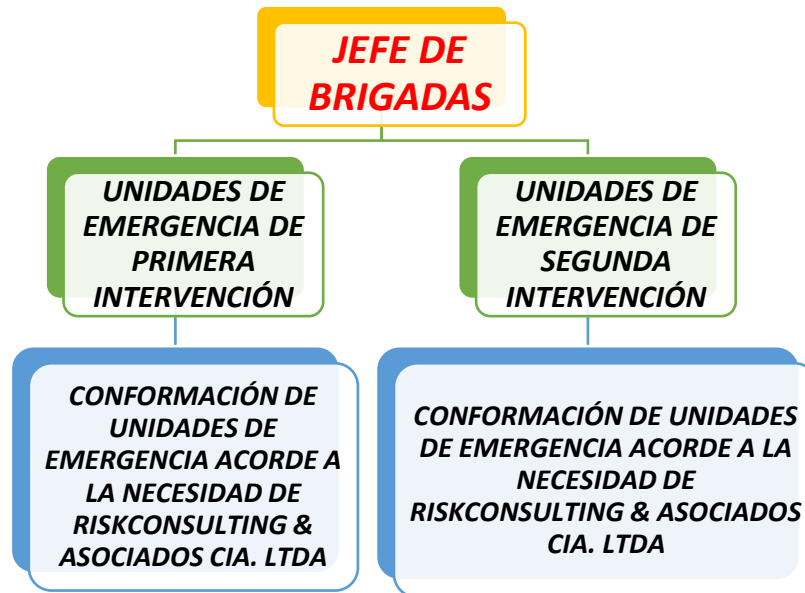 JEFE DE
BRIGADAS
UNIDADES DE
EMERGENCIA DE
PRIMERA
INTERVENCIÓN
UNIDADES DE
EMERGENCIA DE
SEGUNDA
INTERVENCIÓN
CONFORMACIÓN DE
UNIDADES DE
EMERGENCIA ACORDE A
LA NECESIDAD DE
RISKCONSULTING &
ASOCIADOS CIA. LTDA
CONFORMACIÓN DE UNIDADES
DE EMERGENCIA ACORDE A LA
NECESIDAD DE
RISKCONSULTING & ASOCIADOS
CIA. LTDA